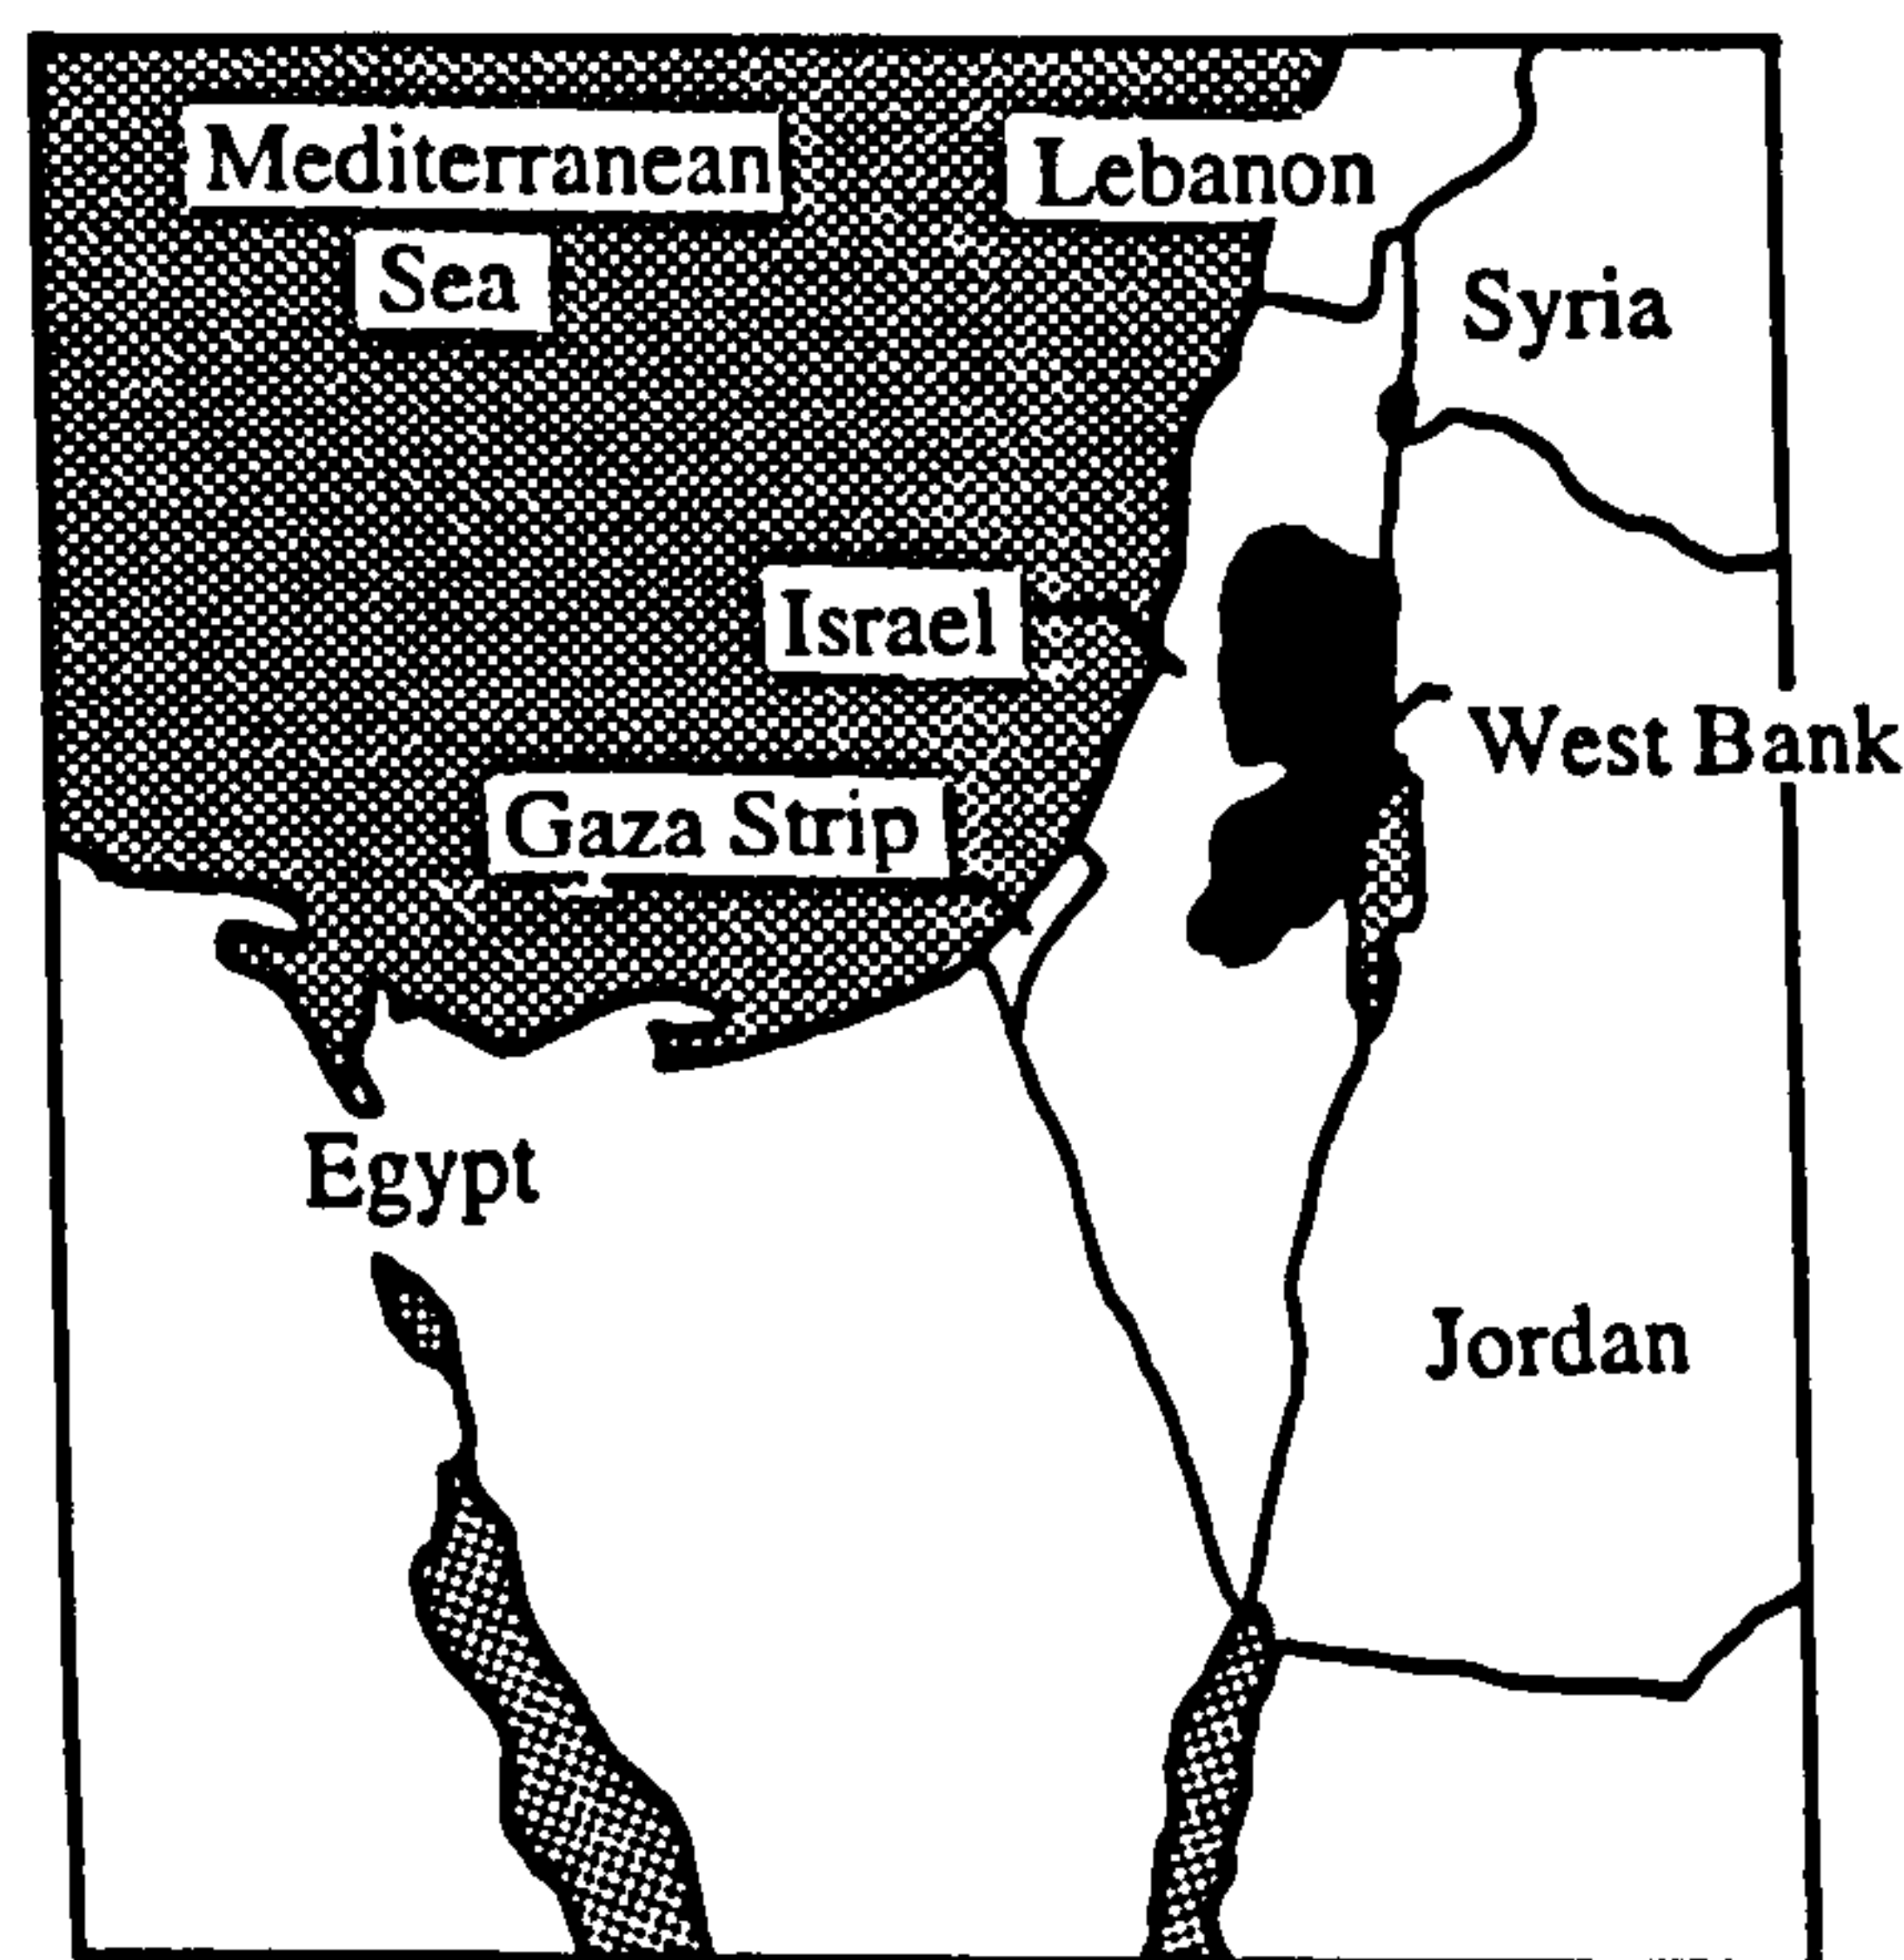 Mediterranean
Sea
Lebanon
Syria
Israel
West Bank
Gaza Strip
Egypt
Jordan